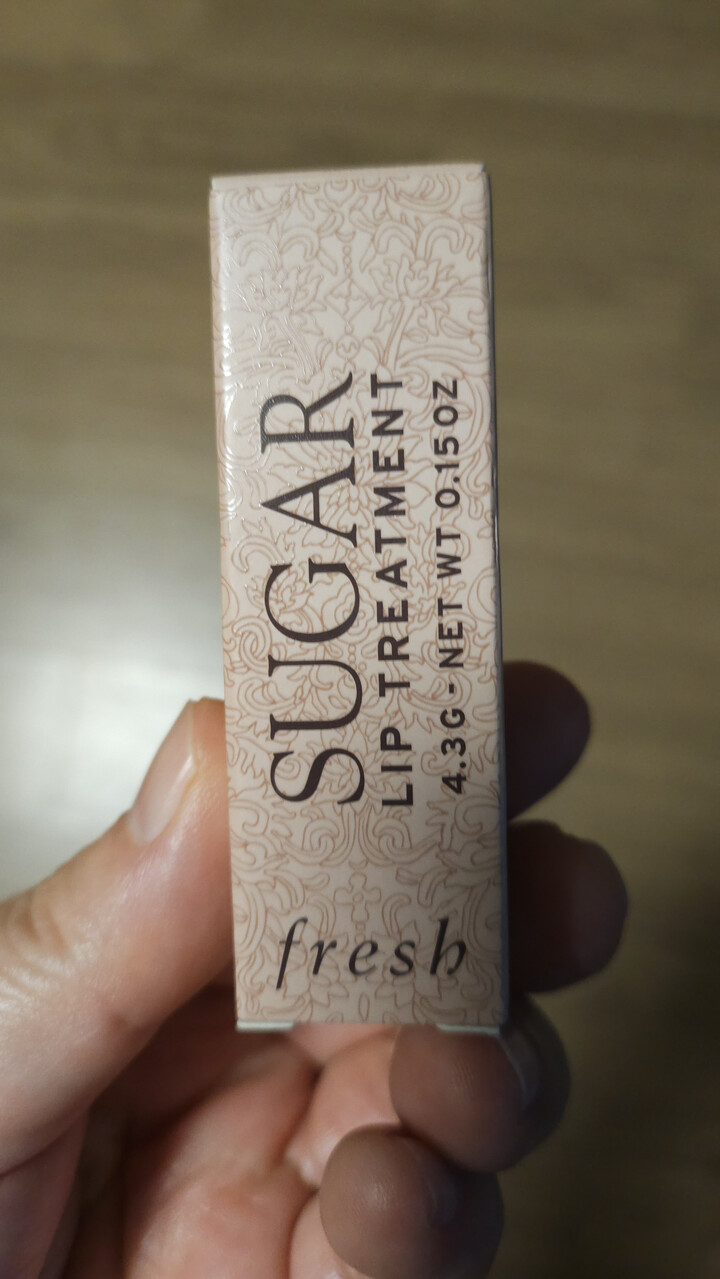 SUGAR
LIP TREATMENT
4.3G - NET WT 0.15 OZ
fresh